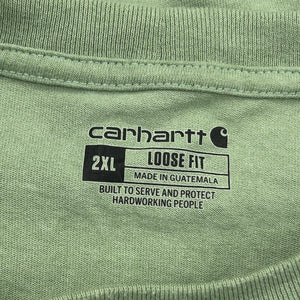 carhartt
2XL LOOSE FIT
MADE IN GUATEMALA
BUILT TO SERVE AND PROTECT
HARDWORKING PEOPLE